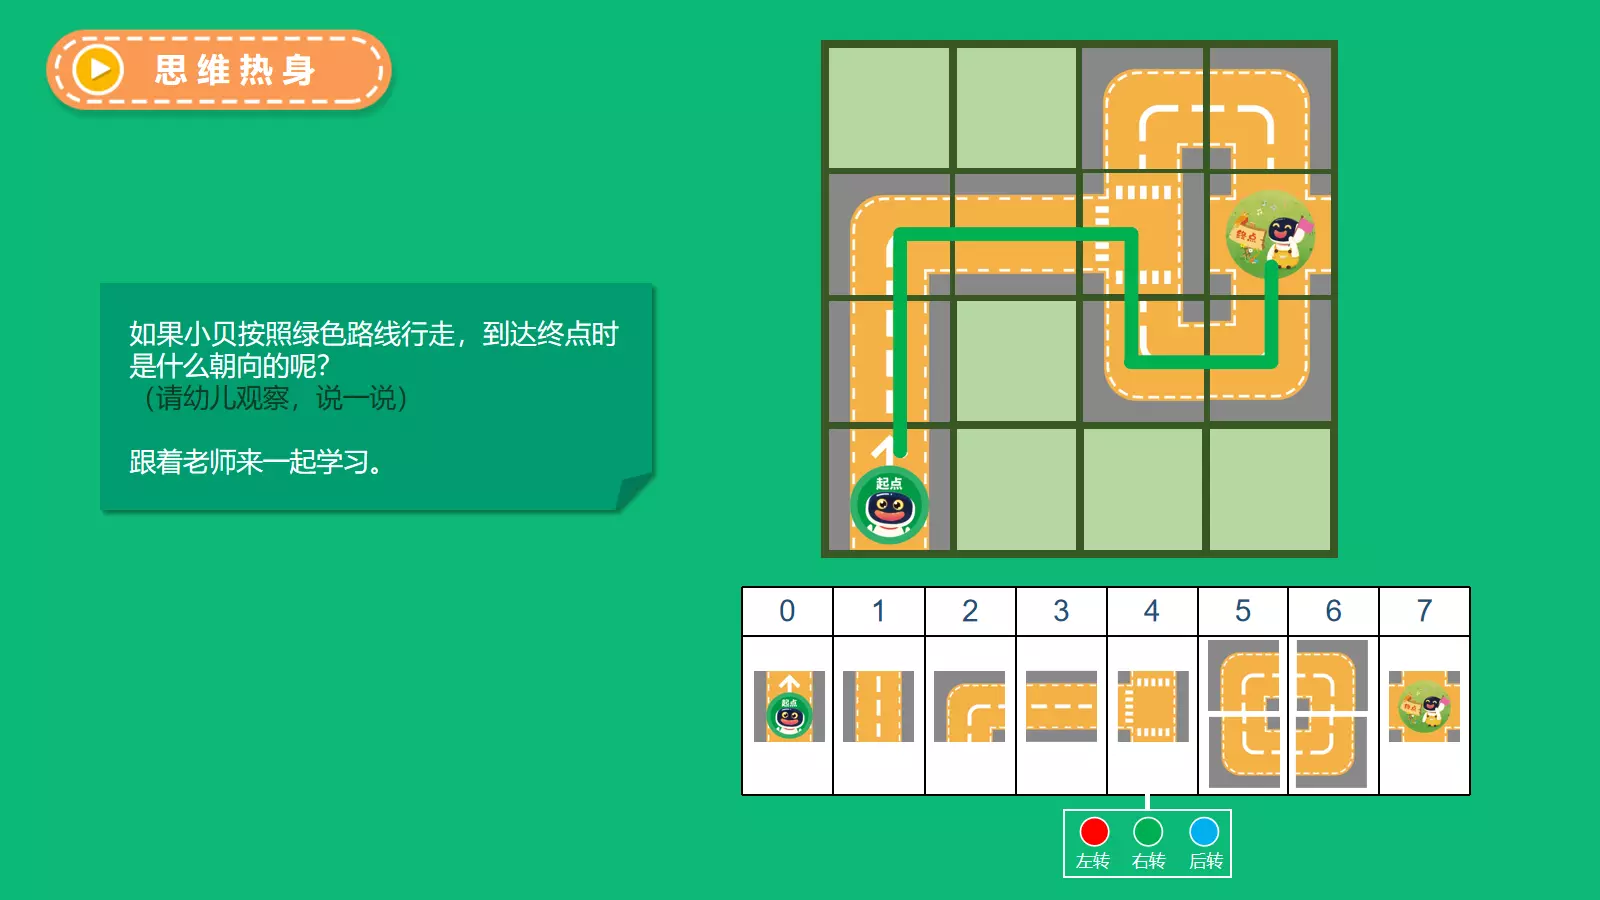 思维热身
如果小贝按照绿色路线行走，到达终点时
是什么朝向的呢？
（请幼儿观察，说一说）
跟着老师来一起学习。
终点
起点
0 1 2 3 4 5 6 7
起点
终点
左转 右转 后转